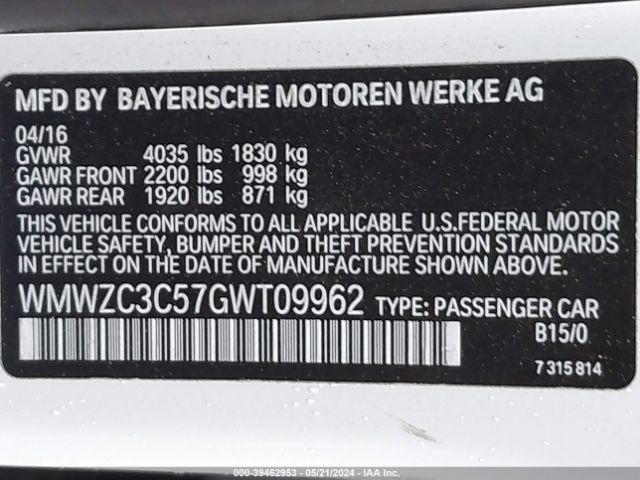 MFD BY BAYERISCHE MOTOREN WERKE AG
04/16
GVWR 4035 lbs 1830 kg
GAWR FRONT 2200 lbs 998 kg
GAWR REAR 1920 lbs 871 kg
THIS VEHICLE CONFORMS TO ALL APPLICABLE U.S.FEDERAL MOTOR
VEHICLE SAFETY, BUMPER AND THEFT PREVENTION STANDARDS
IN EFFECT ON THE DATE OF MANUFACTURE SHOWN ABOVE.
WMWZC3C57GWT09962 TYPE: PASSENGER CAR
B15/0
7 315 814
000-39462953 - 05/21/2024 - IAA Inc.